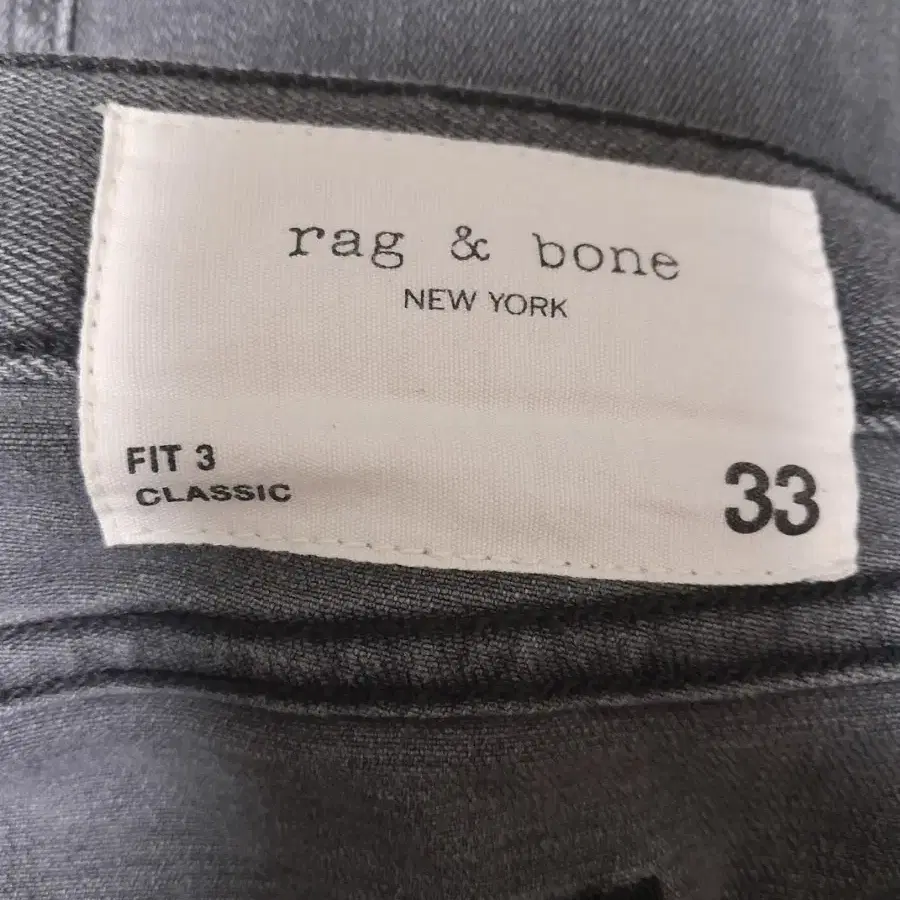 rag & bone
NEW YORK
FIT 3
CLASSIC
33